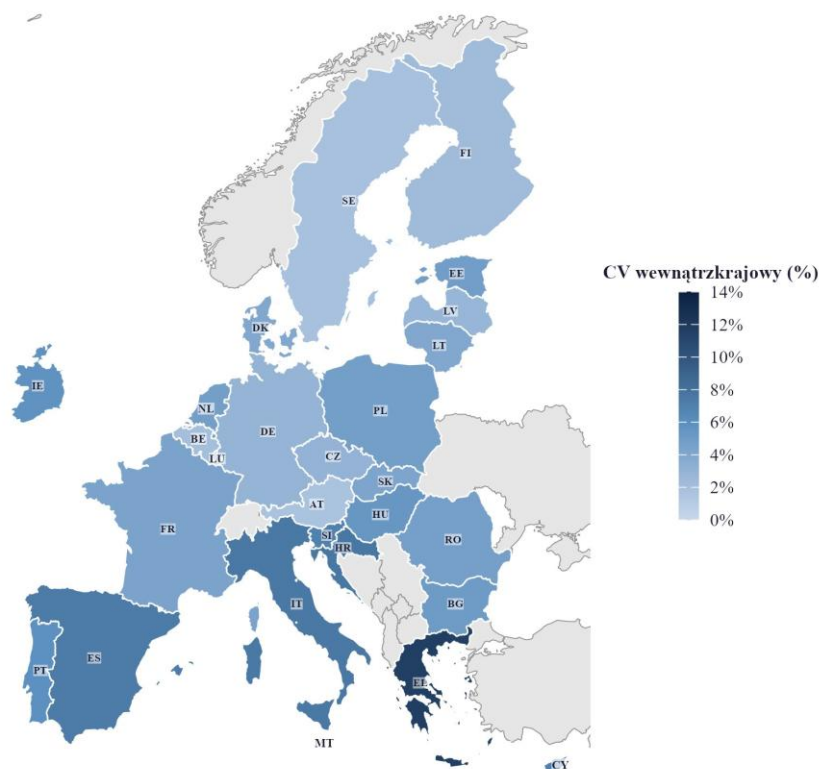 FI
SE
EE
CV wewnątrzkrajowy (%)
14%
LV
12%
DK
LT
10%
IE
8%
NL
PL
6%
BE
DE
4%
LU
CZ
2%
SK
AT
0%
HU
FR
SI
HR
RO
IT
BG
PT
ES
EL
MT
CY